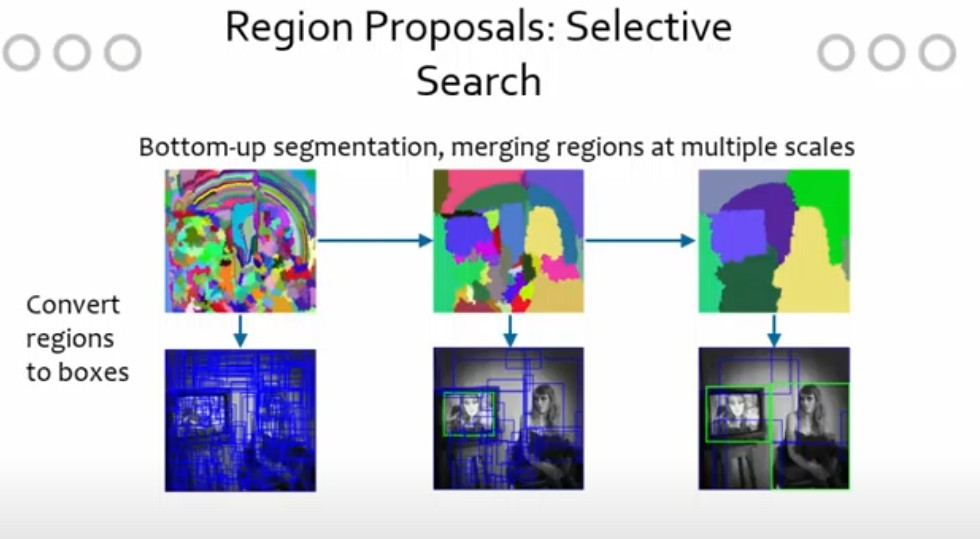 Region Proposals: Selective
Search
Bottom-up segmentation, merging regions at multiple scales
Convert
regions
to boxes